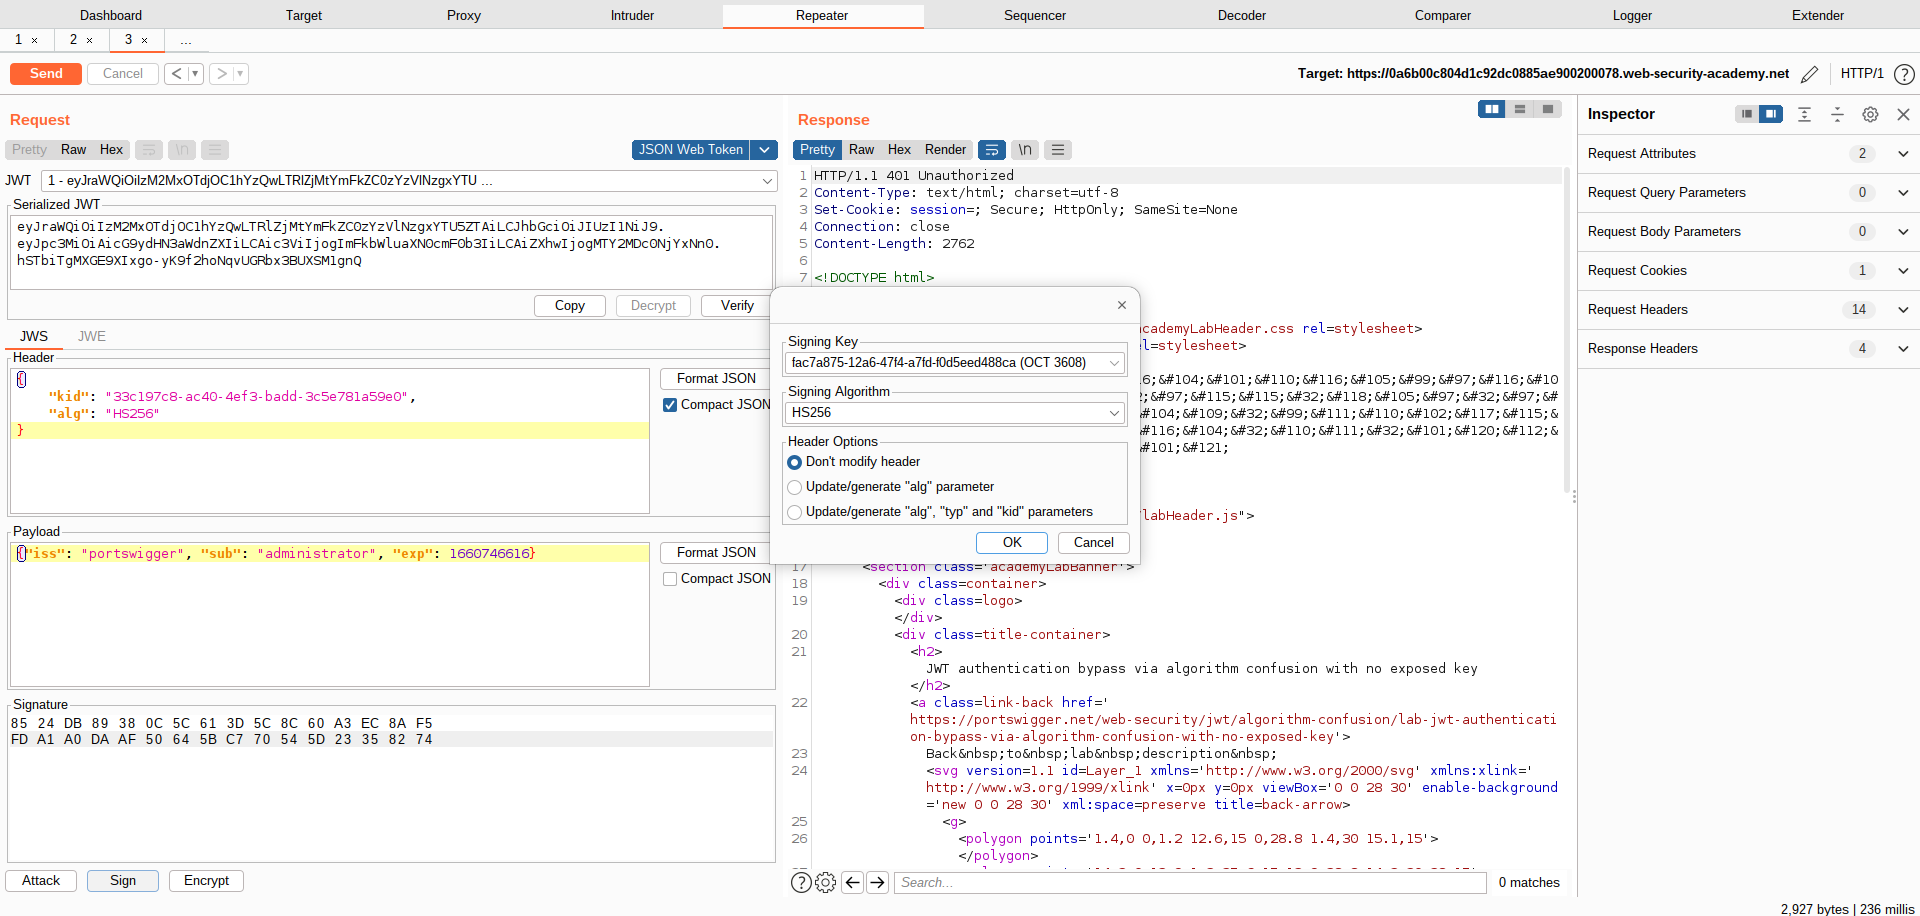 Dashboard Target Proxy Intruder Repeater Sequencer Decoder Comparer Logger Extender
1 × 2 × 3 × ...
Send Cancel < > Target: https://0a6b00c804d1c92dc0885ae900200078.web-security-academy.net HTTP/1 ?
Request
Pretty Raw Hex \n JSON Web Token
JWT 1 - eyJraWQiOiIzM2MxOTdjOC1hYzQwLTRlZjMtYmFkZC0zYzVlNzgxYTU ...
Serialized JWT
eyJraWQiOiIzM2MxOTdjOC1hYzQwLTRlZjMtYmFkZC0zYzVlNzgxYTU5ZTAiLCJhbGciOiJIUzI1NiJ9.
eyJpc3MiOiAicG9ydHN3aWdnZXIiLCAic3ViIjogImFkbWluaXN0cmF0b3IiLCAiZXhwIjogMTY2MDc0NjYxNn0.
hSTbiTgMXGE9XIxgo-yK9f2hoNqvUGRbx3BUXSM1gnQ
Copy Decrypt Verify
JWS JWE
Header
{
"kid": "33c197c8-ac40-4ef3-badd-3c5e781a59e0",
"alg": "HS256"
}
Format JSON
Compact JSON
Payload
{"iss": "portswigger", "sub": "administrator", "exp": 1660746616}
Format JSON
Compact JSON
Signature
85 24 DB 89 38 0C 5C 61 3D 5C 8C 60 A3 EC 8A F5
FD A1 A0 DA AF 50 64 5B C7 70 54 5D 23 35 82 74
Attack Sign Encrypt
×
Signing Key
fac7a875-12a6-47f4-a7fd-f0d5eed488ca (OCT 3608)
Signing Algorithm
HS256
Header Options
Don't modify header
Update/generate "alg" parameter
Update/generate "alg", "typ" and "kid" parameters
OK Cancel
Response
Pretty Raw Hex Render \n
1 HTTP/1.1 401 Unauthorized
2 Content-Type: text/html; charset=utf-8
3 Set-Cookie: session=; Secure; HttpOnly; SameSite=None
4 Connection: close
5 Content-Length: 2762
6
7 <!DOCTYPE html>
academyLabHeader.css rel=stylesheet>
el=stylesheet>
6;&#104;&#101;&#110;&#116;&#105;&#99;&#97;&#116;&#10
2;&#97;&#115;&#115;&#32;&#118;&#105;&#97;&#32;&#97;&#
#104;&#109;&#32;&#99;&#111;&#110;&#102;&#117;&#115;&
#116;&#104;&#32;&#110;&#111;&#32;&#101;&#120;&#112;&
#101;&#121;
labHeader.js">
17 <section class='academyLabBanner'>
18 <div class=container>
19 <div class=logo>
</div>
20 <div class=title-container>
21 <h2>
JWT authentication bypass via algorithm confusion with no exposed key
</h2>
22 <a class=link-back href='
https://portswigger.net/web-security/jwt/algorithm-confusion/lab-jwt-authenticati
on-bypass-via-algorithm-confusion-with-no-exposed-key'>
23 Back&nbsp;to&nbsp;lab&nbsp;description&nbsp;
24 <svg version=1.1 id=Layer_1 xmlns='http://www.w3.org/2000/svg' xmlns:xlink='
http://www.w3.org/1999/xlink' x=0px y=0px viewBox='0 0 28 30' enable-background
='new 0 0 28 30' xml:space=preserve title=back-arrow>
25 <g>
26 <polygon points='1.4,0 0,1.2 12.6,15 0,28.8 1.4,30 15.1,15'>
</polygon>
? Search... 0 matches
Inspector
Request Attributes 2
Request Query Parameters 0
Request Body Parameters 0
Request Cookies 1
Request Headers 14
Response Headers 4
2,927 bytes | 236 millis